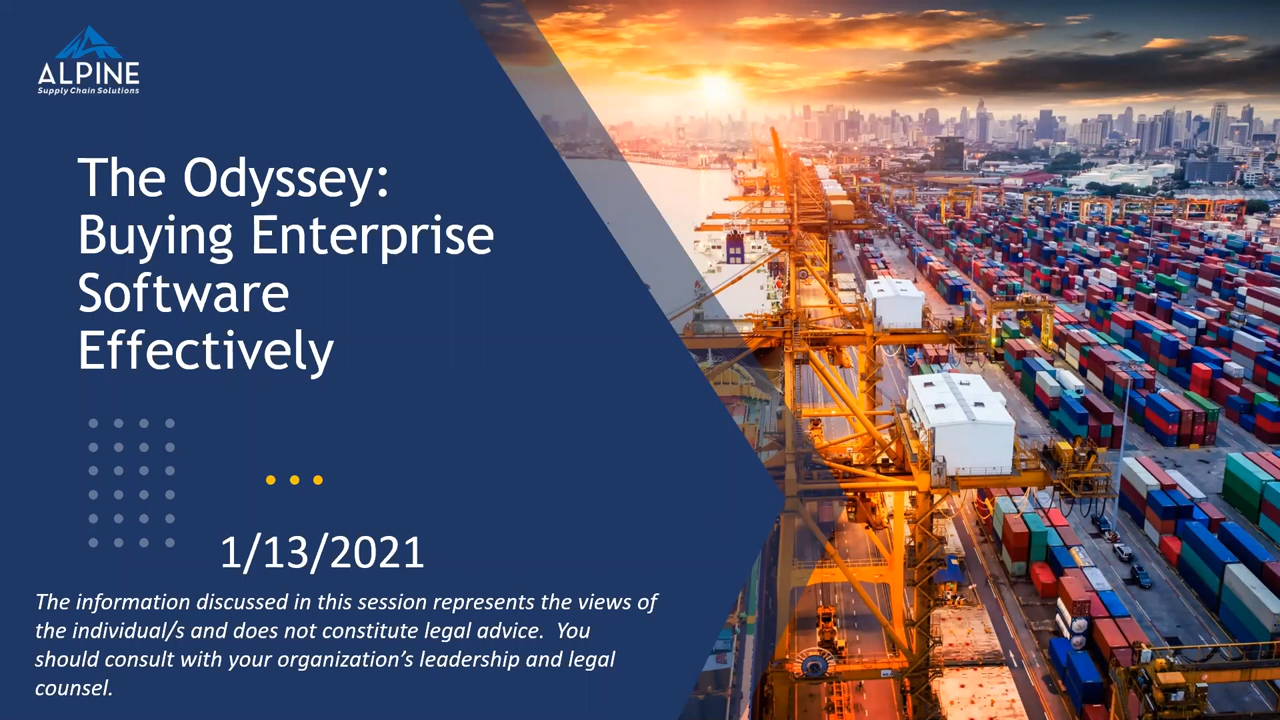 ALPINE
Supply Chain Solutions
The Odyssey:
Buying Enterprise
Software
Effectively
1/13/2021
The information discussed in this session represents the views of
the individual/s and does not constitute legal advice.  You
should consult with your organization’s leadership and legal
counsel.